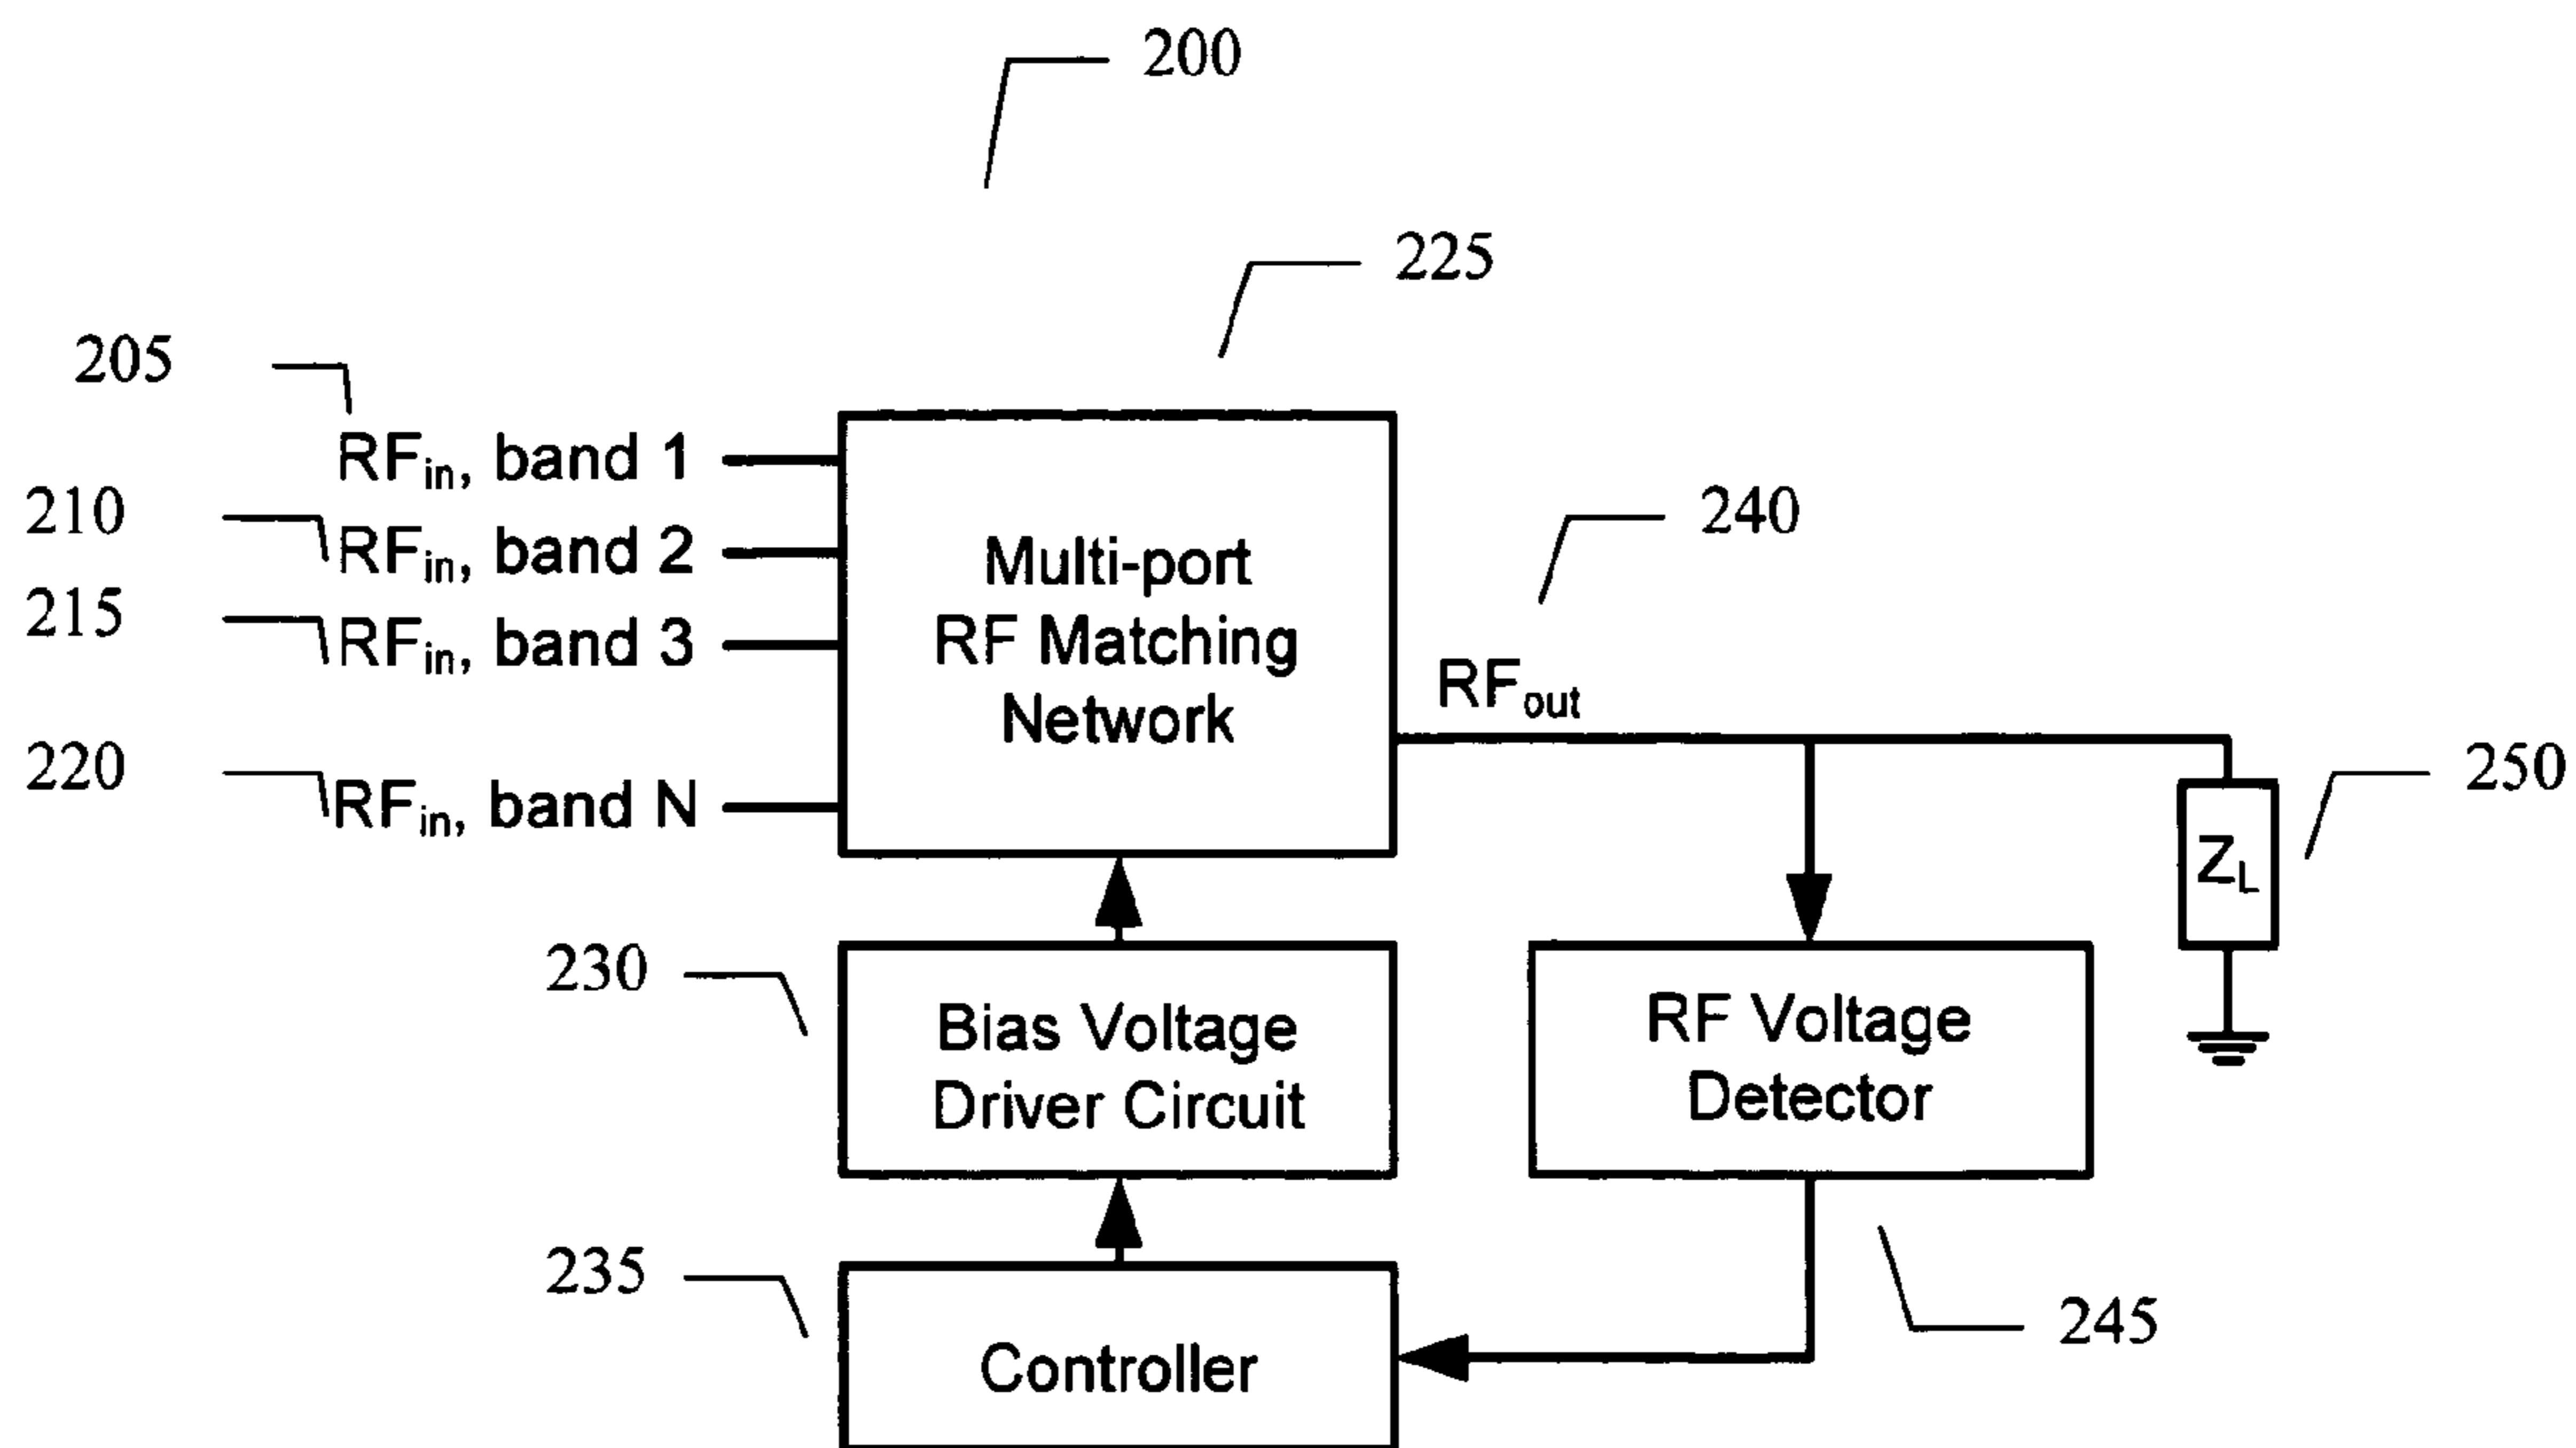 200
225
205
RFin, band 1
210
RFin, band 2
215
RFin, band 3
220
RFin, band N
Multi-port
RF Matching
Network
240
RFout
250
ZL
230
Bias Voltage
Driver Circuit
RF Voltage
Detector
235
Controller
245